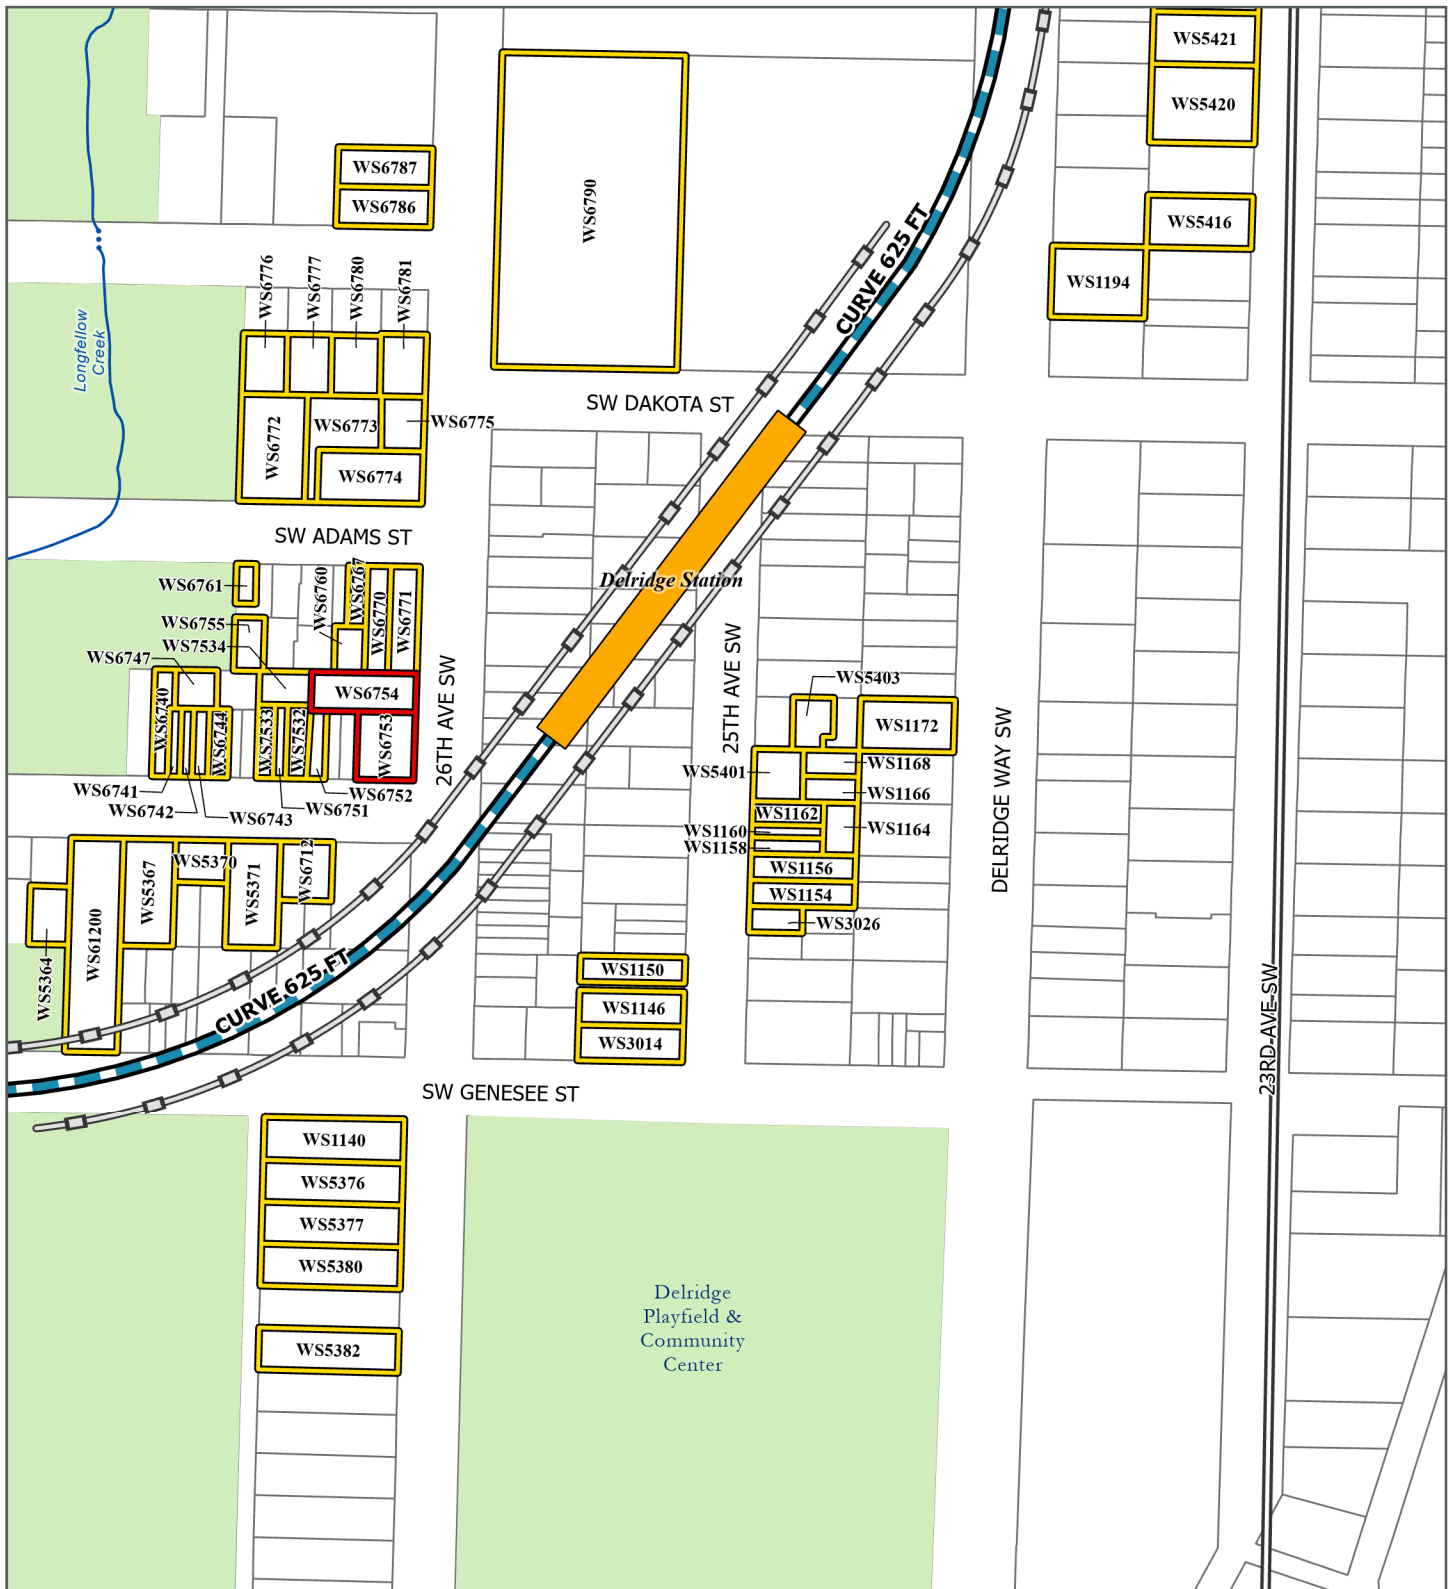 WS5421
WS5420
WS6787
WS6786
WS6790
WS5416
WS1194
CURVE 625 FT
WS6776
WS6777
WS6780
WS6781
Longfellow
Creek
SW DAKOTA ST
WS6772
WS6773
WS6775
WS6774
SW ADAMS ST
Delridge Station
WS6761
WS6760
WS6767
WS6770
WS6771
WS6755
WS7534
WS6747
WS6754
WS6740
WS6744
WS7533
WS7532
WS6753
WS6741
WS6742
WS6743
WS6751
WS6752
26TH AVE SW
25TH AVE SW
DELRIDGE WAY SW
WS5403
WS1172
WS5401
WS1168
WS1166
WS1162
WS1164
WS1160
WS1158
WS1156
WS1154
WS3026
WS5367
WS5370
WS5371
WS6712
WS61200
WS5364
CURVE 625 FT
WS1150
WS1146
WS3014
23RD AVE SW
SW GENESEE ST
WS1140
WS5376
WS5377
WS5380
WS5382
Delridge
Playfield &
Community
Center